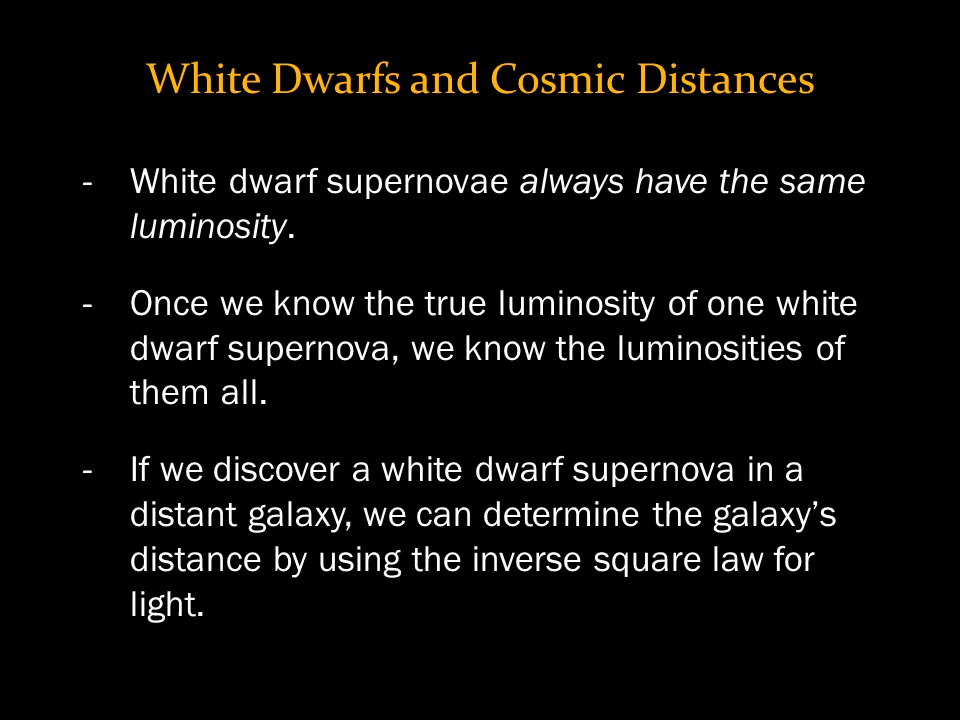 White Dwarfs and Cosmic Distances
- White dwarf supernovae always have the same
luminosity.
- Once we know the true luminosity of one white
dwarf supernova, we know the luminosities of
them all.
- If we discover a white dwarf supernova in a
distant galaxy, we can determine the galaxy’s
distance by using the inverse square law for
light.